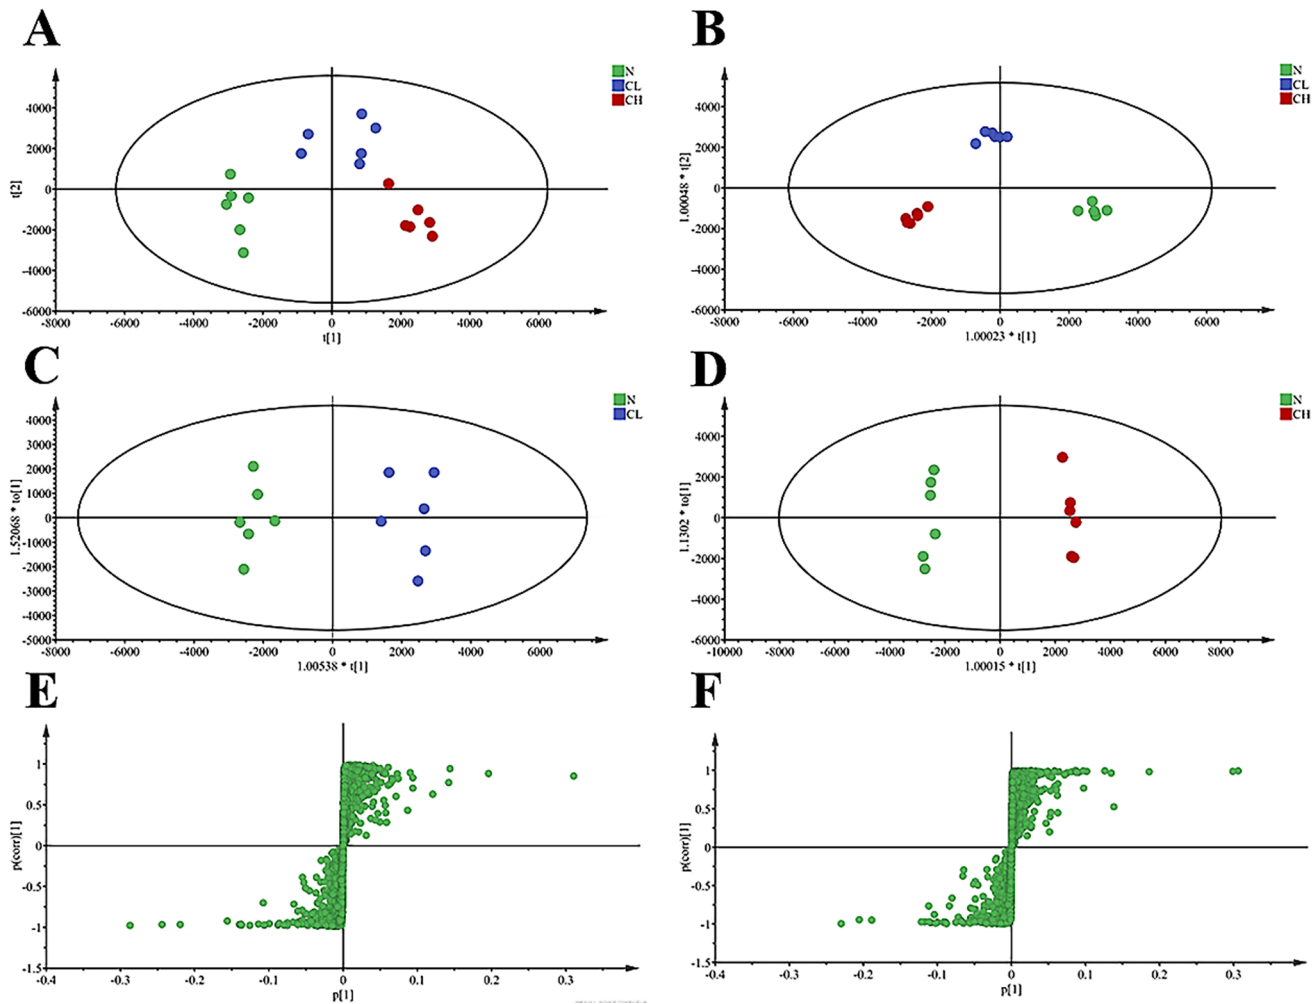 A
N
CL
CH
4000
2000
0
-2000
-4000
-6000
t[2]
-8000 -6000 -4000 -2000 0 2000 4000 6000
t[1]
B
N
CL
CH
4000
2000
0
-2000
-4000
-6000
1.00048 * t[2]
-8000 -6000 -4000 -2000 0 2000 4000 6000
1.00023 * t[1]
C
N
CL
4000
3000
2000
1000
0
-1000
-2000
-3000
-4000
-5000
1.52068 * to[1]
-8000 -6000 -4000 -2000 0 2000 4000 6000
1.00538 * t[1]
D
N
CH
4000
2000
0
-2000
-4000
-6000
1.1302 * to[1]
-10000 -8000 -6000 -4000 -2000 0 2000 4000 6000 8000
1.00015 * t[1]
E
1
0.5
0
-0.5
-1
-1.5
p(corr)[1]
-0.4 -0.3 -0.2 -0.1 0 0.1 0.2 0.3
p[1]
F
1
0.5
0
-0.5
-1
-1.5
p(corr)[1]
-0.4 -0.3 -0.2 -0.1 0 0.1 0.2 0.3
p[1]